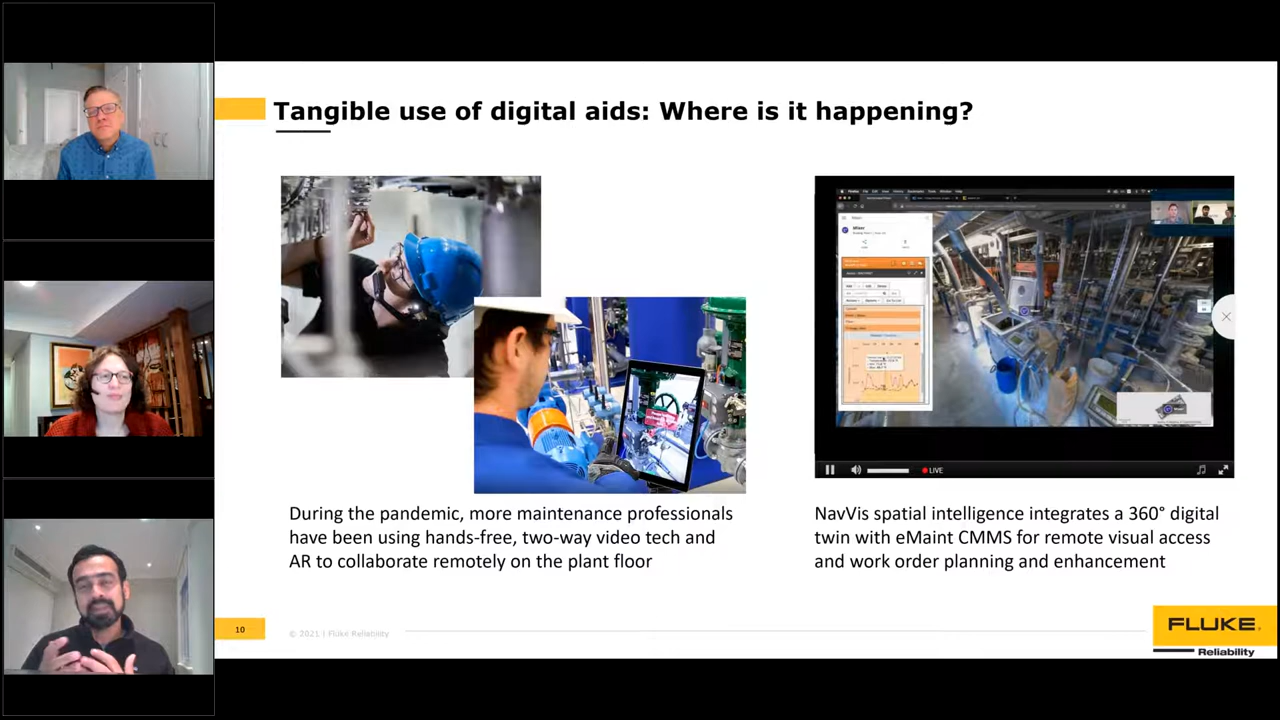 Tangible use of digital aids: Where is it happening?
Mixer
LIVE
During the pandemic, more maintenance professionals
have been using hands-free, two-way video tech and
AR to collaborate remotely on the plant floor
NavVis spatial intelligence integrates a 360° digital
twin with eMaint CMMS for remote visual access
and work order planning and enhancement
10
© 2021 | Fluke Reliability
FLUKE®
Reliability